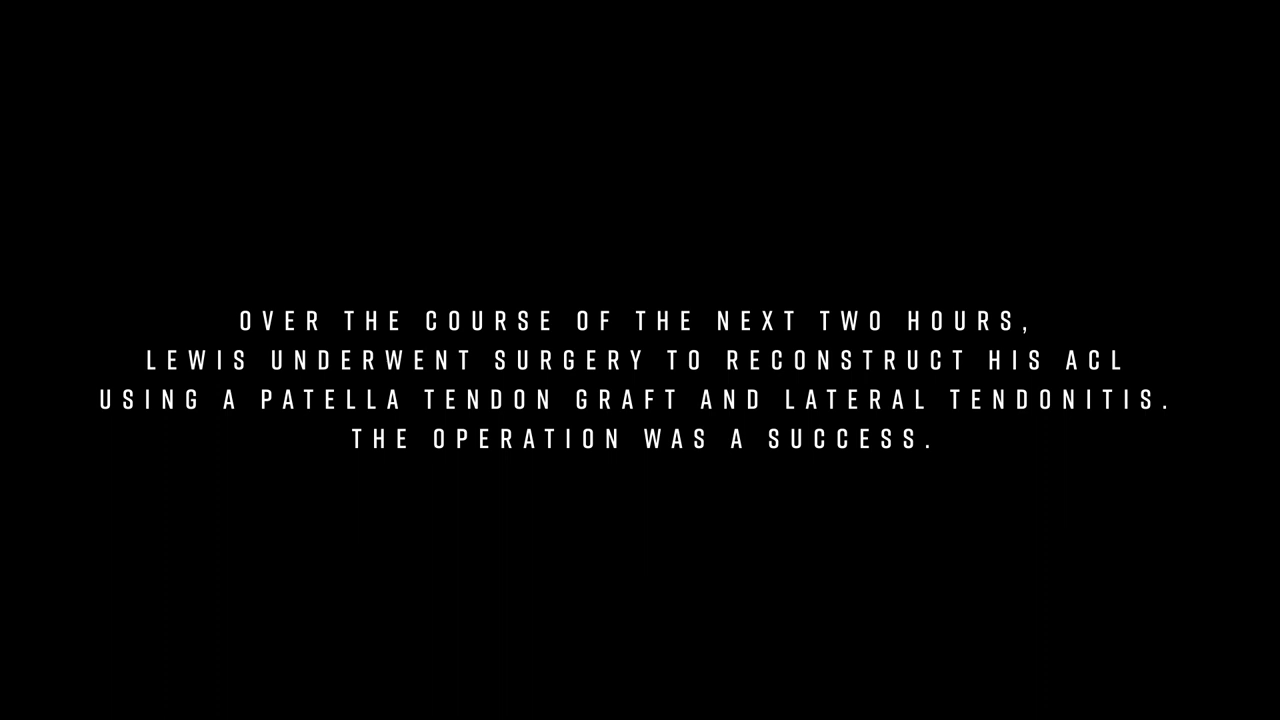 OVER THE COURSE OF THE NEXT TWO HOURS,
LEWIS UNDERWENT SURGERY TO RECONSTRUCT HIS ACL
USING A PATELLA TENDON GRAFT AND LATERAL TENDONITIS.
THE OPERATION WAS A SUCCESS.